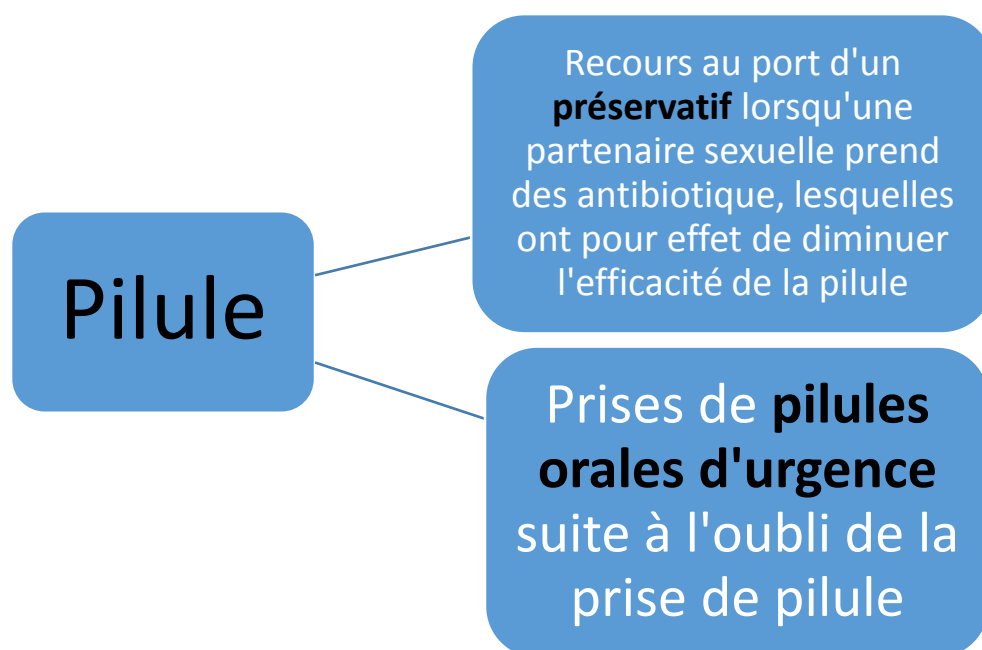 Pilule
Recours au port d'un
préservatif lorsqu'une
partenaire sexuelle prend
des antibiotique, lesquelles
ont pour effet de diminuer
l'efficacité de la pilule
Prises de pilules
orales d'urgence
suite à l'oubli de la
prise de pilule